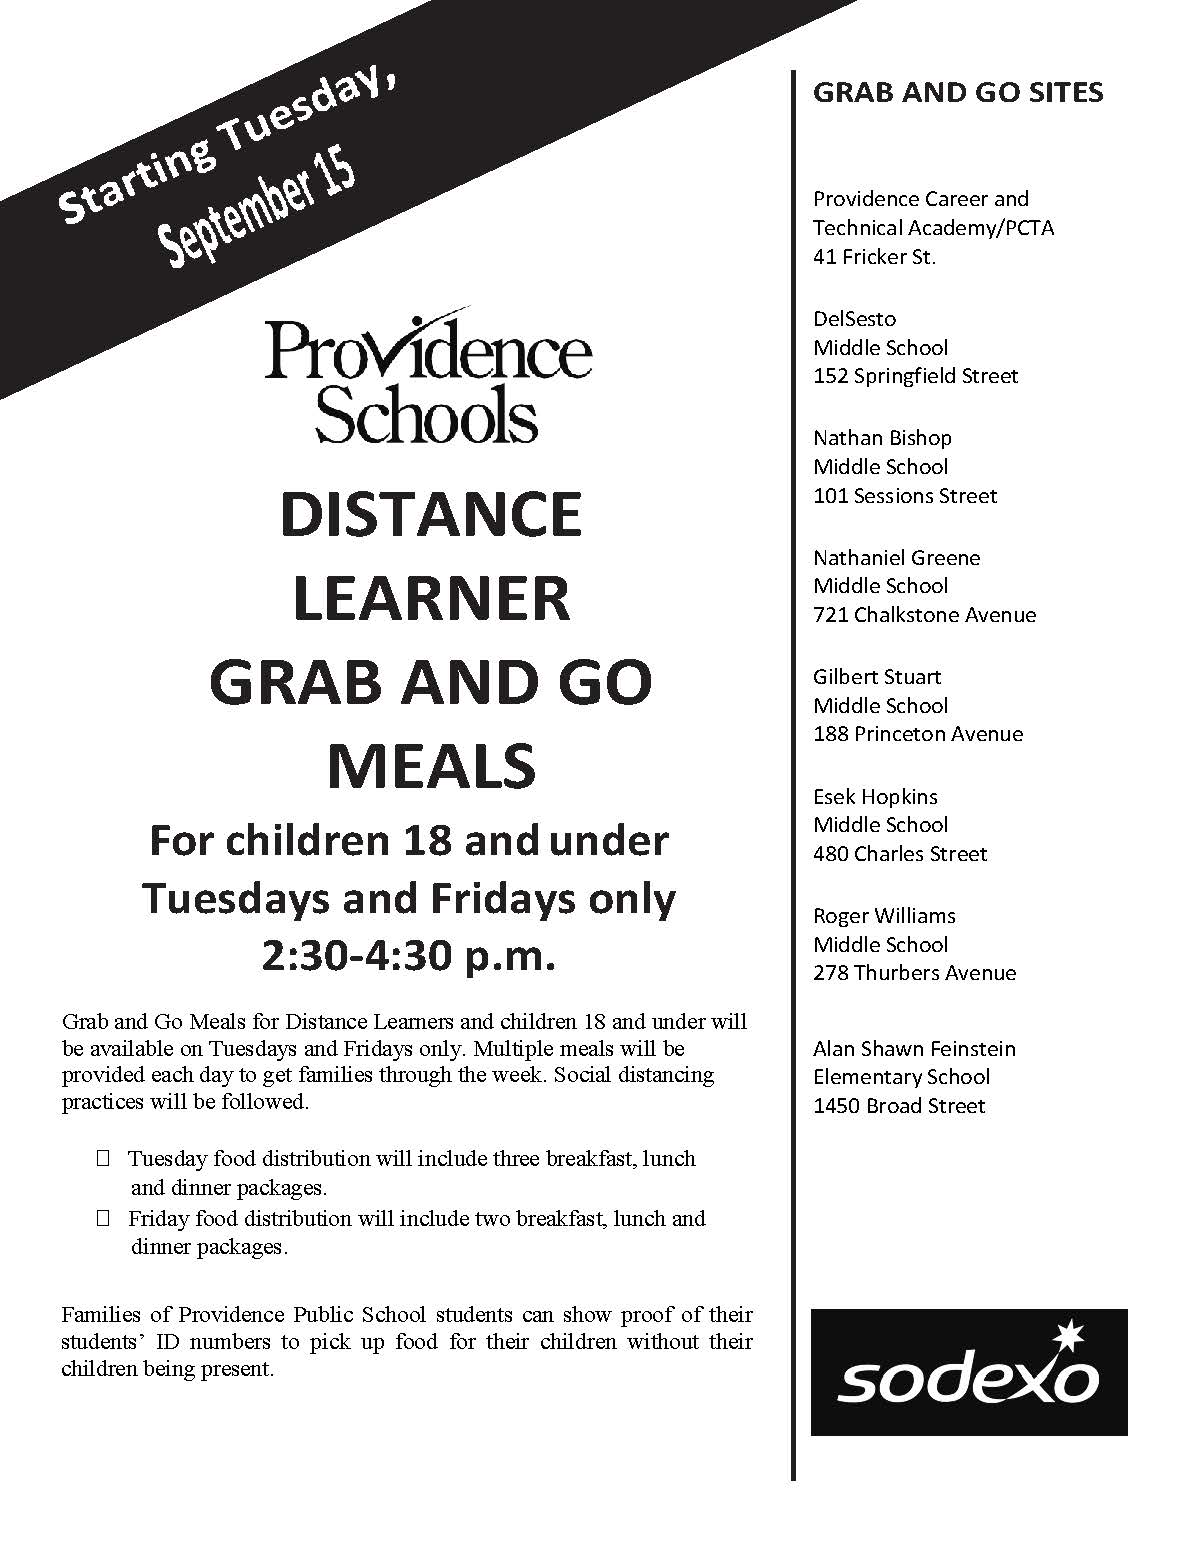 Starting Tuesday,
September 15
Providence
Schools
DISTANCE
LEARNER
GRAB AND GO
MEALS
For children 18 and under
Tuesdays and Fridays only
2:30-4:30 p.m.
Grab and Go Meals for Distance Learners and children 18 and under will
be available on Tuesdays and Fridays only. Multiple meals will be
provided each day to get families through the week. Social distancing
practices will be followed.
Tuesday food distribution will include three breakfast, lunch
and dinner packages.
Friday food distribution will include two breakfast, lunch and
dinner packages.
Families of Providence Public School students can show proof of their
students’ ID numbers to pick up food for their children without their
children being present.
GRAB AND GO SITES
Providence Career and
Technical Academy/PCTA
41 Fricker St.
DelSesto
Middle School
152 Springfield Street
Nathan Bishop
Middle School
101 Sessions Street
Nathaniel Greene
Middle School
721 Chalkstone Avenue
Gilbert Stuart
Middle School
188 Princeton Avenue
Esek Hopkins
Middle School
480 Charles Street
Roger Williams
Middle School
278 Thurbers Avenue
Alan Shawn Feinstein
Elementary School
1450 Broad Street
sodexo